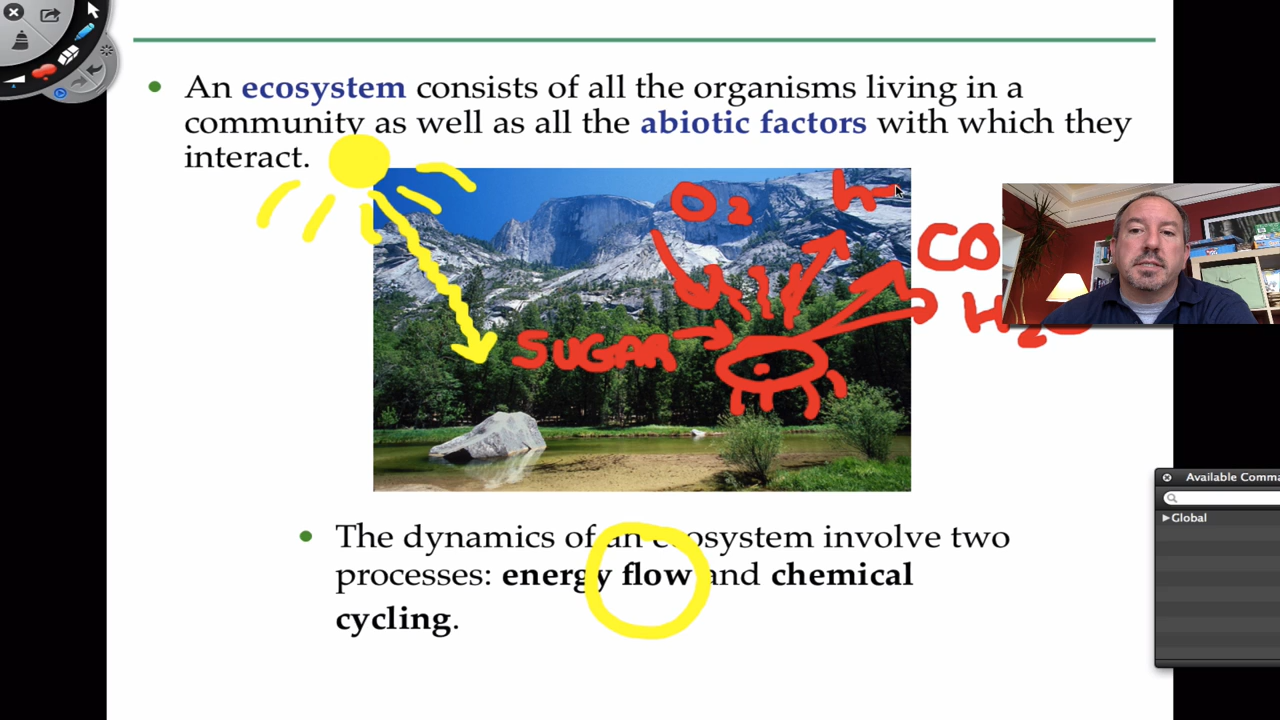 • An ecosystem consists of all the organisms living in a
community as well as all the abiotic factors with which they
interact.
O2
h
CO
SUGAR
H2
• The dynamics of an ecosystem involve two
processes: energy flow and chemical
cycling.
Available Comma
Global